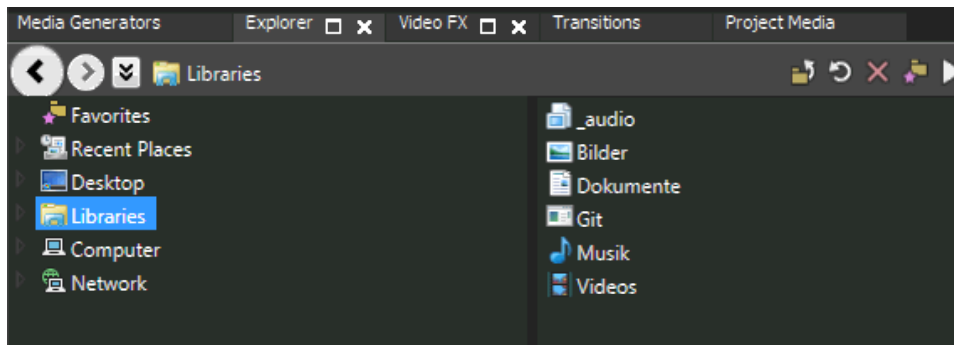 Media Generators Explorer Video FX Transitions Project Media
Libraries
Favorites
Recent Places
Desktop
Libraries
Computer
Network
_audio
Bilder
Dokumente
Git
Musik
Videos